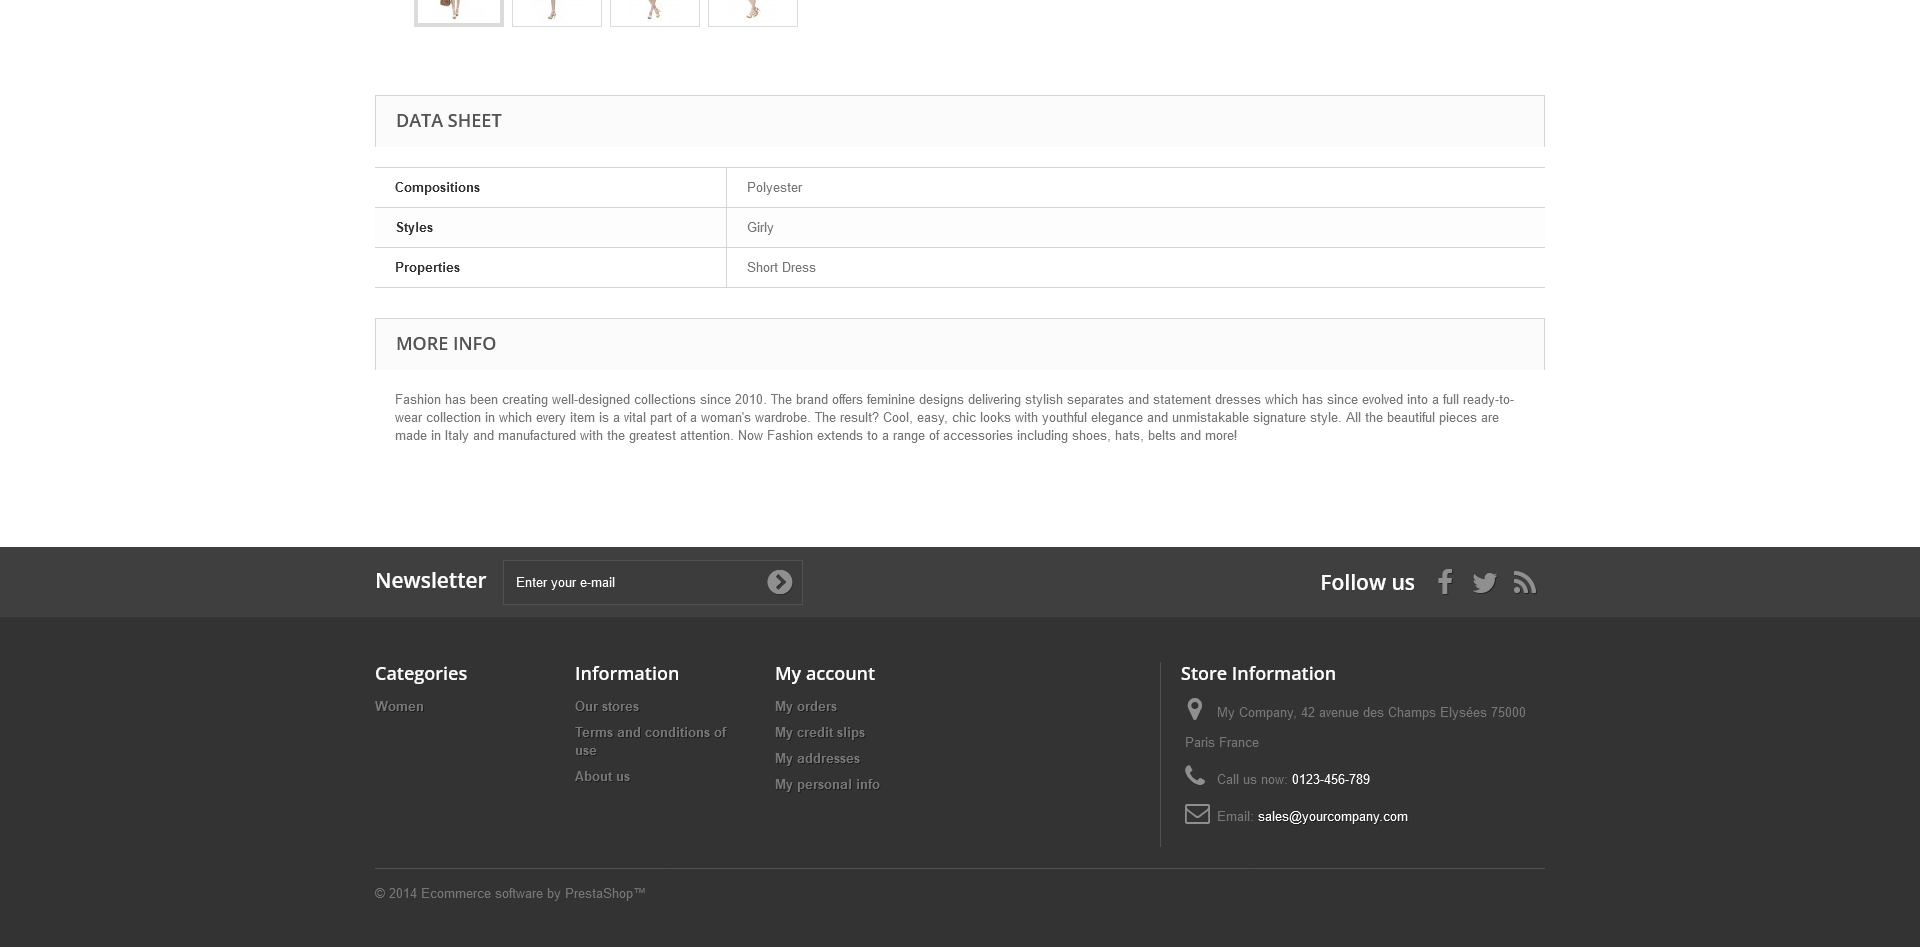 DATA SHEET
Compositions Polyester
Styles Girly
Properties Short Dress
MORE INFO
Fashion has been creating well-designed collections since 2010. The brand offers feminine designs delivering stylish separates and statement dresses which has since evolved into a full ready-to-
wear collection in which every item is a vital part of a woman's wardrobe. The result? Cool, easy, chic looks with youthful elegance and unmistakable signature style. All the beautiful pieces are
made in Italy and manufactured with the greatest attention. Now Fashion extends to a range of accessories including shoes, hats, belts and more!
Newsletter Enter your e-mail
Follow us
Categories
Women
Information
Our stores
Terms and conditions of
use
About us
My account
My orders
My credit slips
My addresses
My personal info
Store Information
My Company, 42 avenue des Champs Elysées 75000
Paris France
Call us now: 0123-456-789
Email: sales@yourcompany.com
© 2014 Ecommerce software by PrestaShop™